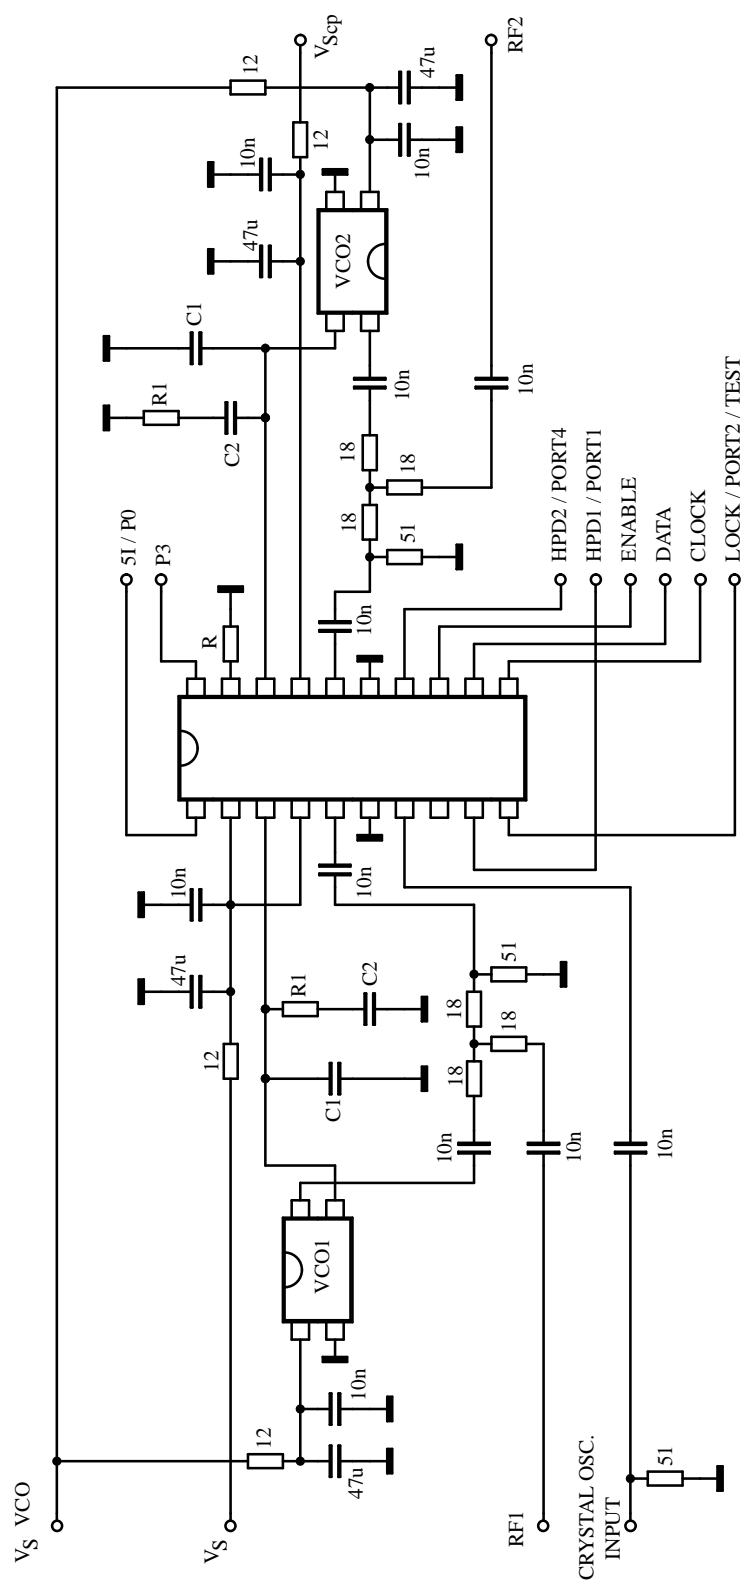 V_S VCO
V_S
RF1
CRYSTAL OSC.
INPUT
51
12
47u
10n
VCO1
10n
10n
10n
12
C1
R1
C2
18
18
18
51
47u
10n
10n
5I / P0
P3
R
10n
51
18
18
18
10n
10n
R1
C2
C1
47u
10n
VCO2
12
12
10n
47u
V_Scp
RF2
HPD2 / PORT4
HPD1 / PORT1
ENABLE
DATA
CLOCK
LOCK / PORT2 / TEST